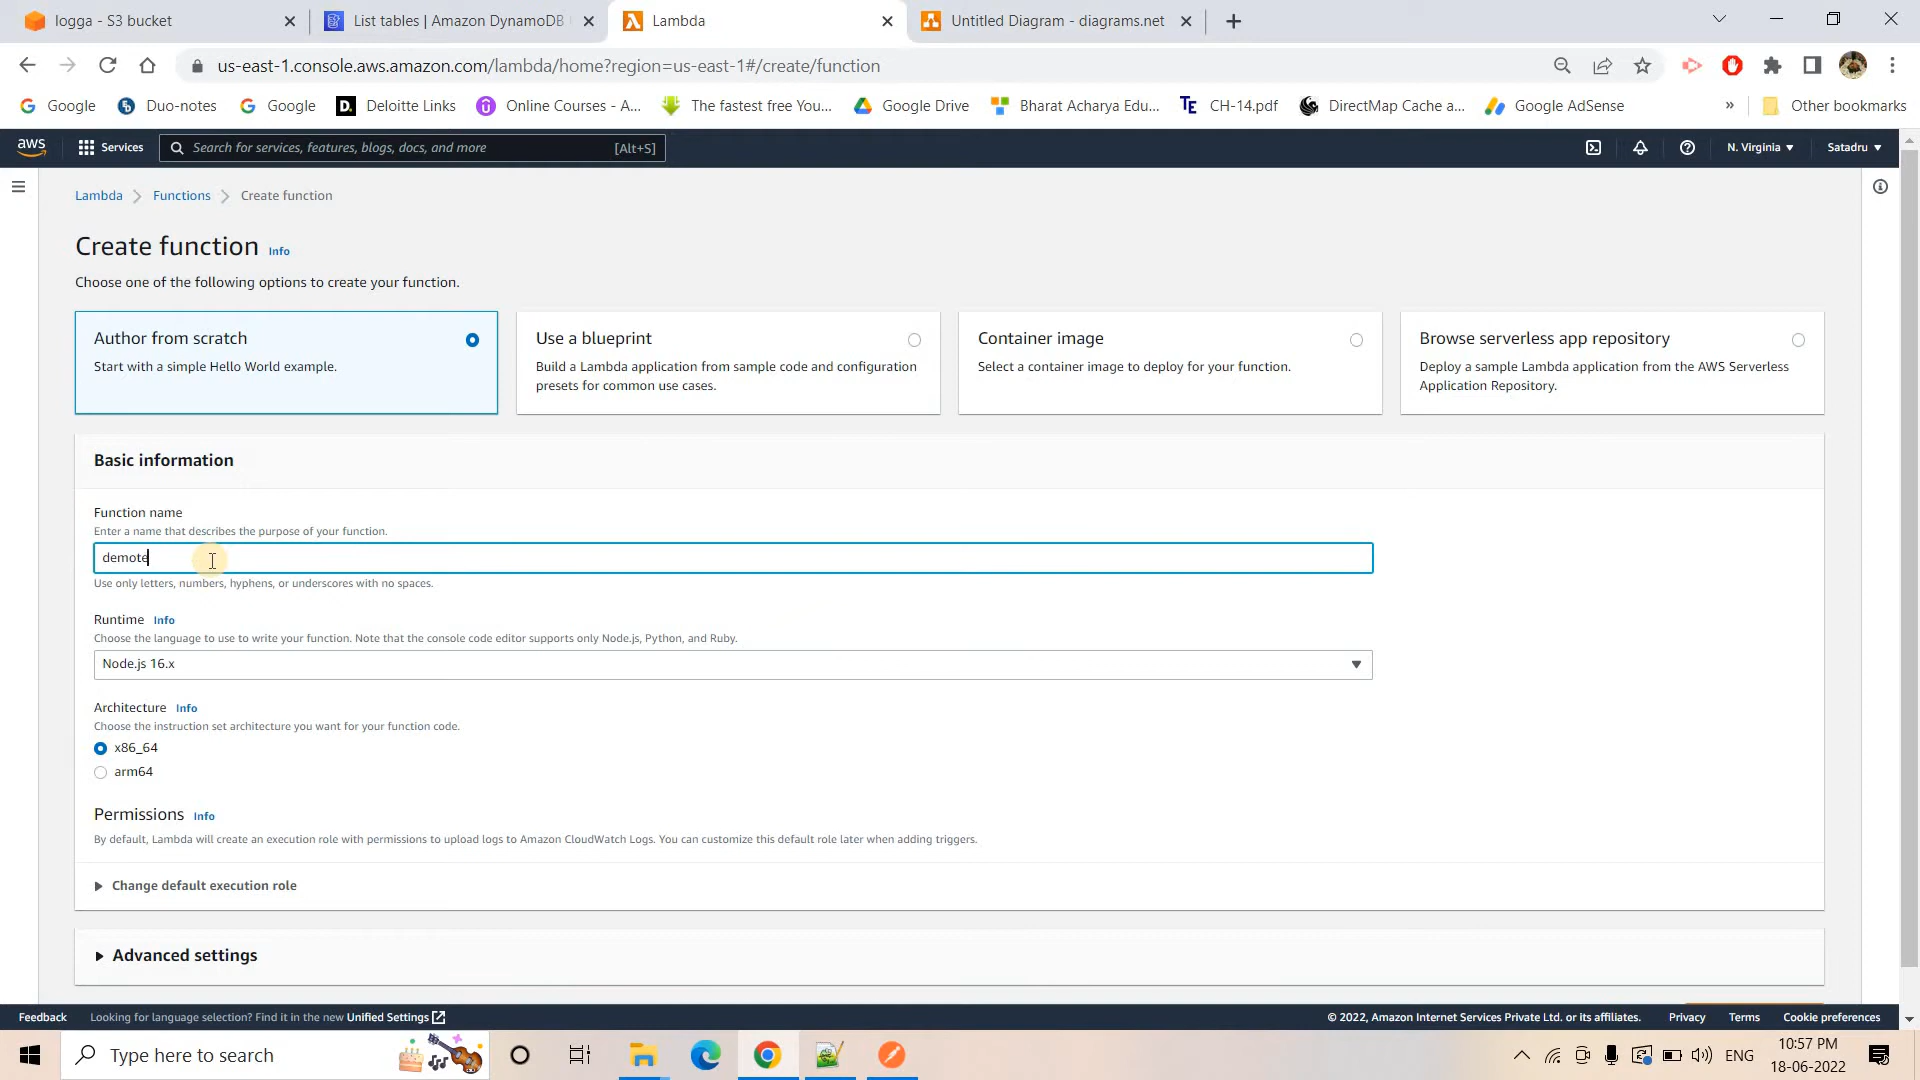 logga - S3 bucket
List tables | Amazon DynamoDB
Lambda
Untitled Diagram - diagrams.net
us-east-1.console.aws.amazon.com/lambda/home?region=us-east-1#/create/function
Google
Duo-notes
Google
Deloitte Links
Online Courses - A...
The fastest free You...
Google Drive
Bharat Acharya Edu...
CH-14.pdf
DirectMap Cache a...
Google AdSense
»
Other bookmarks
aws
Services
Search for services, features, blogs, docs, and more
[Alt+S]
N. Virginia
Satadru
Lambda
Functions
Create function
Create function Info
Choose one of the following options to create your function.
Author from scratch
Start with a simple Hello World example.
Use a blueprint
Build a Lambda application from sample code and configuration
presets for common use cases.
Container image
Select a container image to deploy for your function.
Browse serverless app repository
Deploy a sample Lambda application from the AWS Serverless
Application Repository.
Basic information
Function name
Enter a name that describes the purpose of your function.
demote
Use only letters, numbers, hyphens, or underscores with no spaces.
Runtime Info
Choose the language to use to write your function. Note that the console code editor supports only Node.js, Python, and Ruby.
Node.js 16.x
Architecture Info
Choose the instruction set architecture you want for your function code.
x86_64
arm64
Permissions Info
By default, Lambda will create an execution role with permissions to upload logs to Amazon CloudWatch Logs. You can customize this default role later when adding triggers.
Change default execution role
Advanced settings
Feedback
Looking for language selection? Find it in the new Unified Settings
© 2022, Amazon Internet Services Private Ltd. or its affiliates.
Privacy
Terms
Cookie preferences
Type here to search
ENG
10:57 PM
18-06-2022